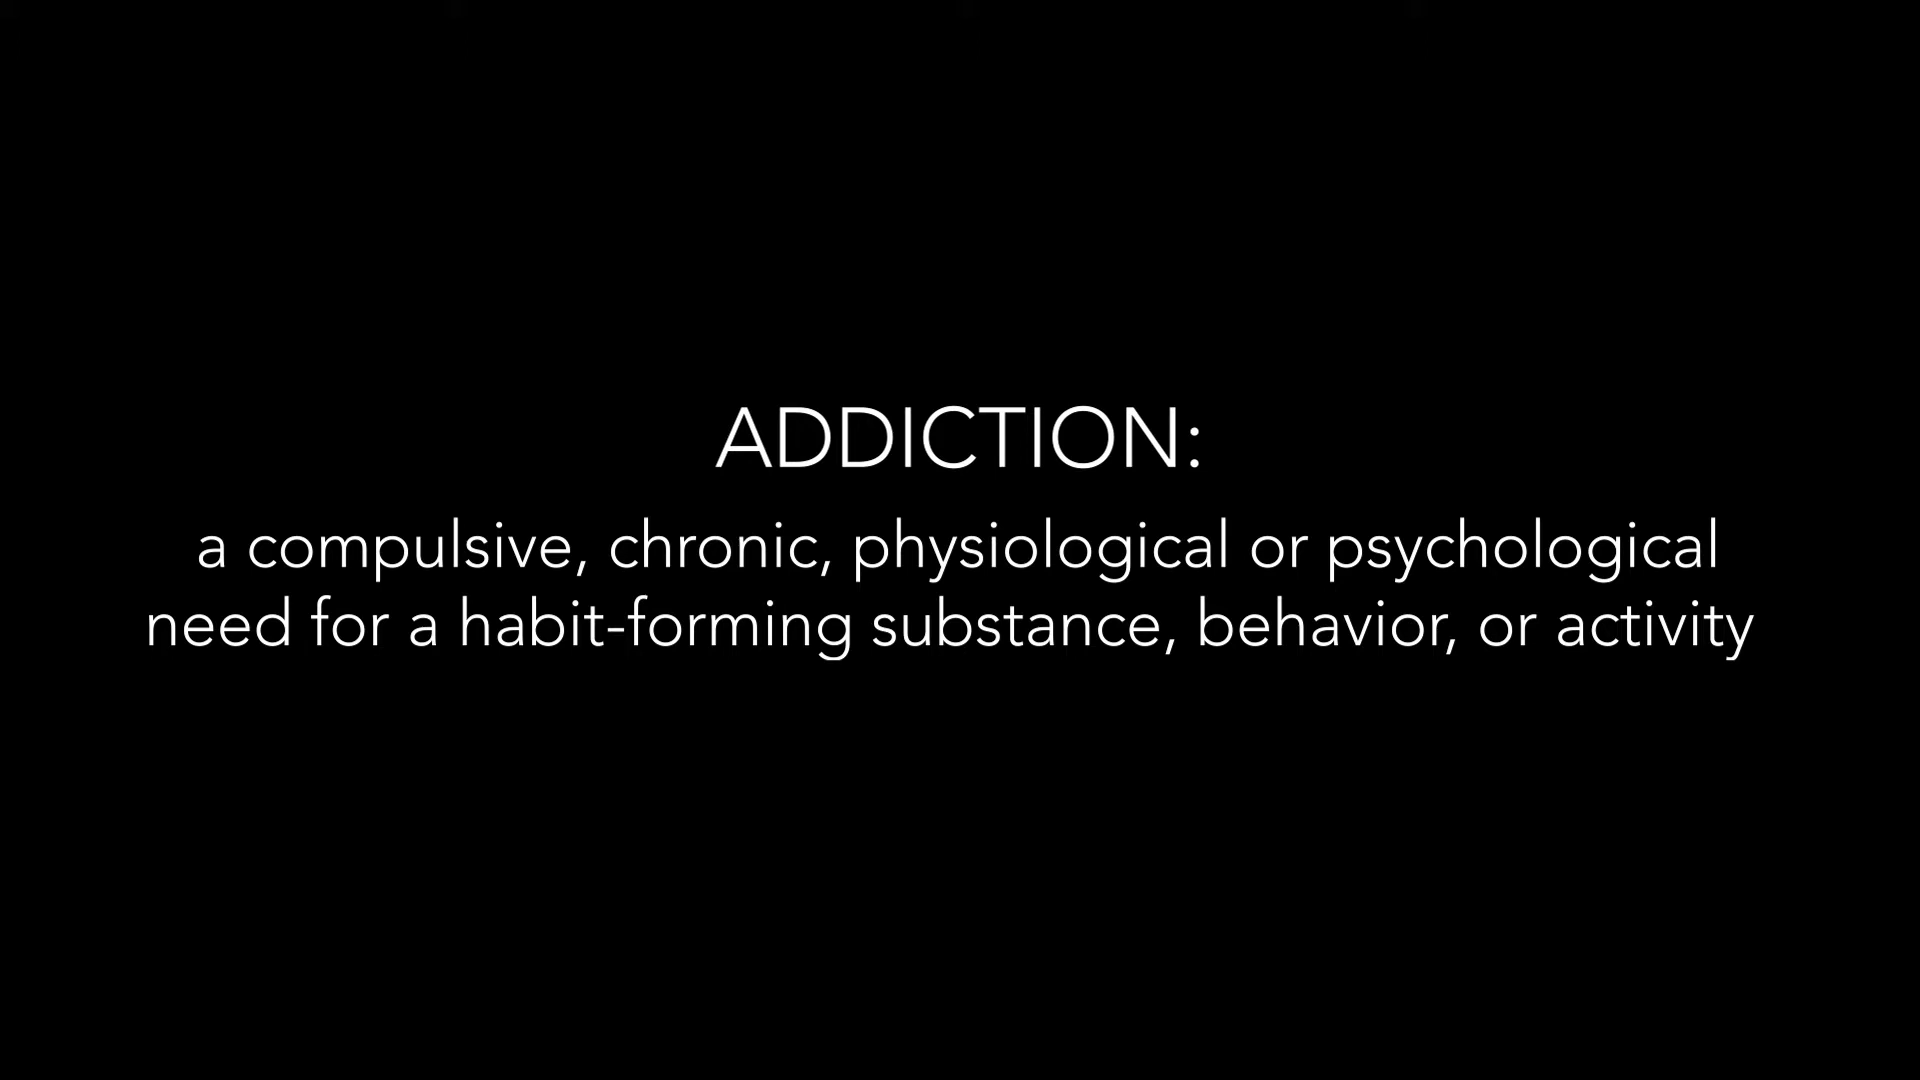 ADDICTION:
a compulsive, chronic, physiological or psychological
need for a habit-forming substance, behavior, or activity